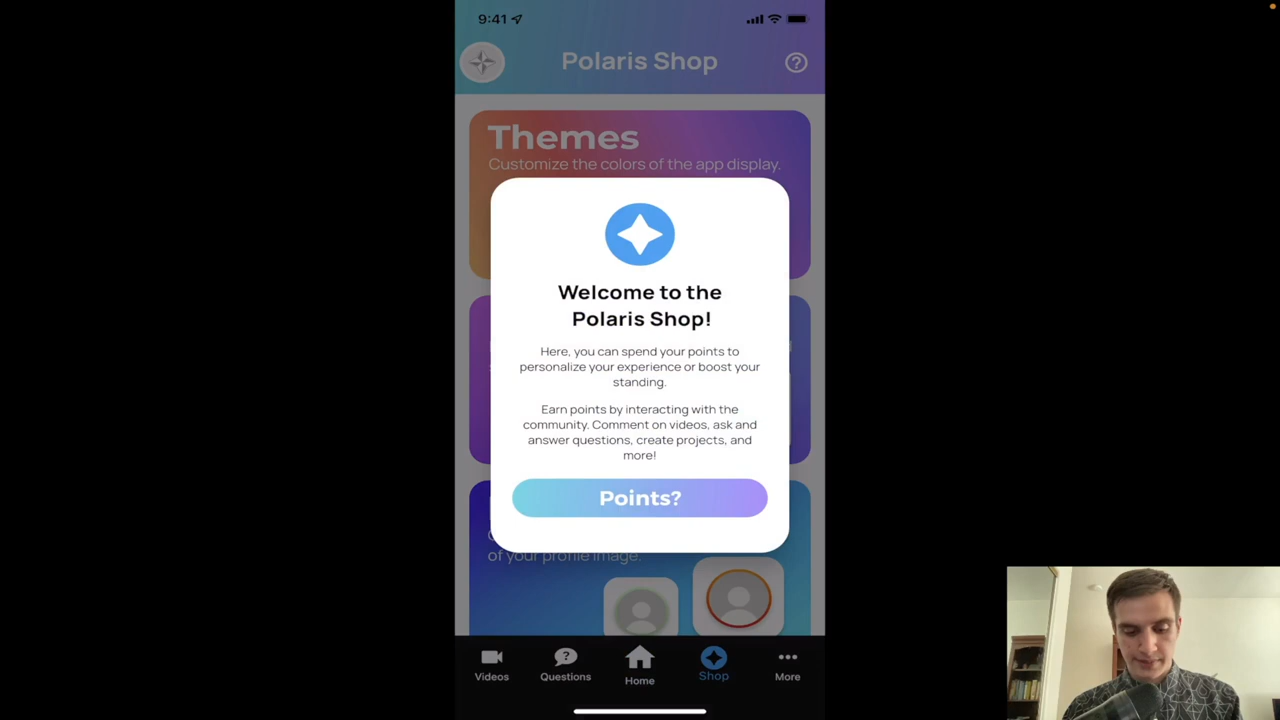 9:41
Polaris Shop
Themes
Customize the colors of the app display.
Welcome to the
Polaris Shop!
Here, you can spend your points to
personalize your experience or boost your
standing.
Earn points by interacting with the
community. Comment on videos, ask and
answer questions, create projects, and
more!
Points?
of your profile image.
Videos
Questions
Home
Shop
More